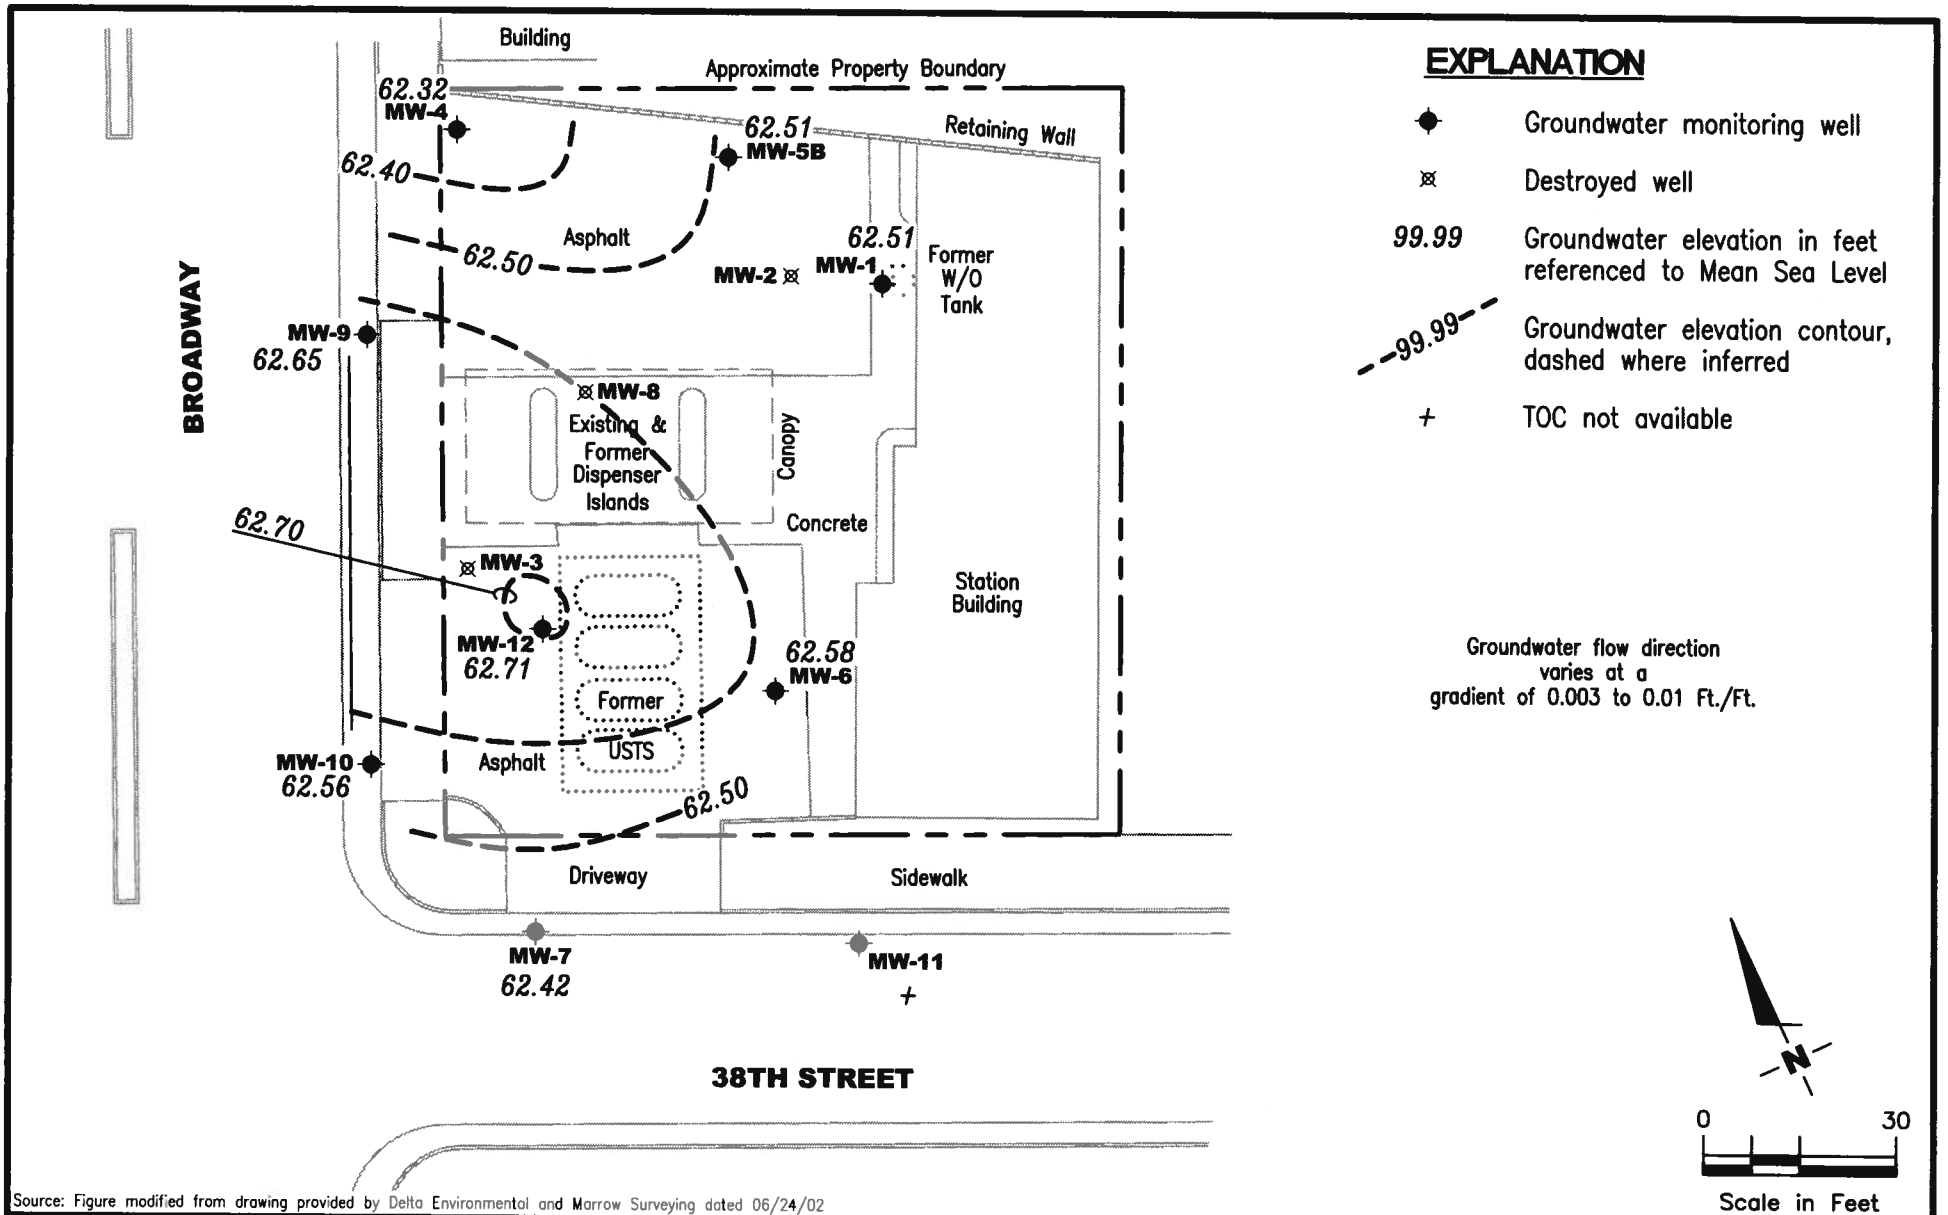 Building
Approximate Property Boundary
62.32
MW-4
62.51
MW-5B
Retaining Wall
62.40
Asphalt
62.50
62.51
MW-2
MW-1
Former
W/O
Tank
BROADWAY
MW-9
62.65
MW-8
Existing &
Former
Dispenser
Islands
Canopy
Concrete
62.70
MW-3
MW-12
62.71
Station
Building
62.58
MW-6
Former
USTS
MW-10
62.56
Asphalt
62.50
Driveway
Sidewalk
MW-7
62.42
MW-11
+
38TH STREET
EXPLANATION
Groundwater monitoring well
Destroyed well
99.99 Groundwater elevation in feet
referenced to Mean Sea Level
99.99 Groundwater elevation contour,
dashed where inferred
+ TOC not available
Groundwater flow direction
varies at a
gradient of 0.003 to 0.01 Ft./Ft.
N
0 30
Scale in Feet
Source: Figure modified from drawing provided by Delta Environmental and Marrow Surveying dated 06/24/02